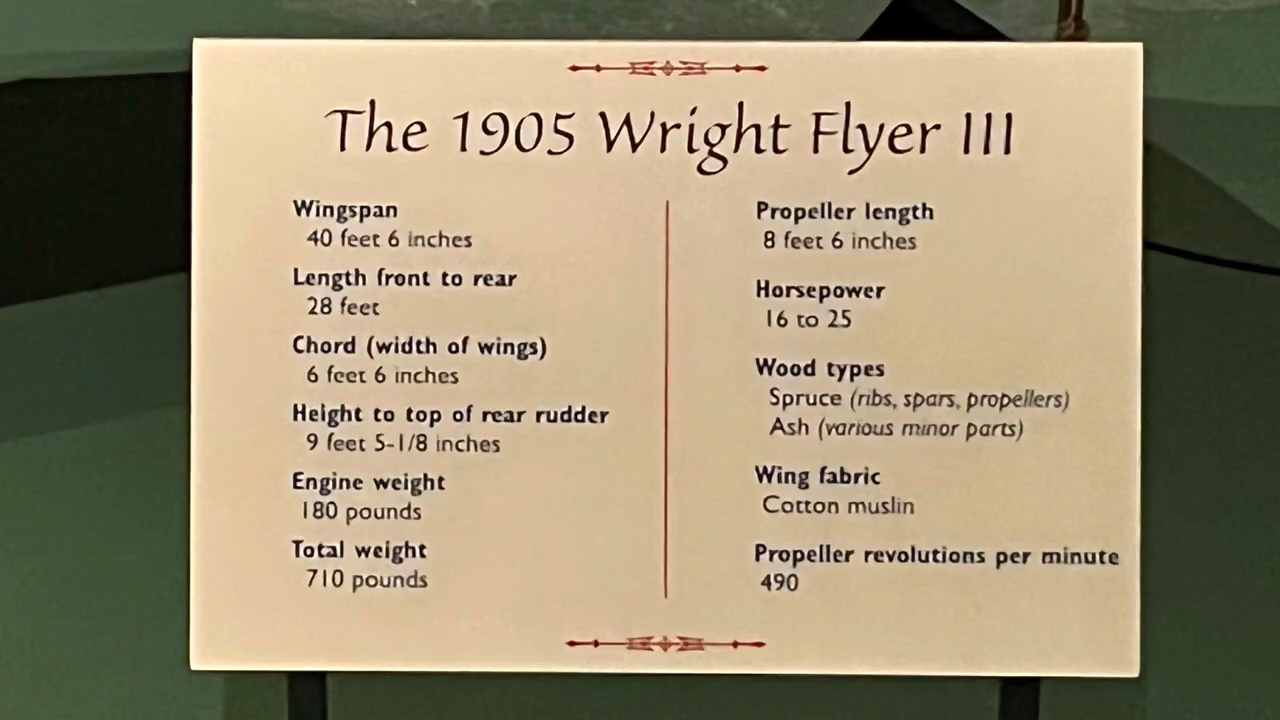 The 1905 Wright Flyer III
Wingspan
40 feet 6 inches
Length front to rear
28 feet
Chord (width of wings)
6 feet 6 inches
Height to top of rear rudder
9 feet 5-1/8 inches
Engine weight
180 pounds
Total weight
710 pounds
Propeller length
8 feet 6 inches
Horsepower
16 to 25
Wood types
Spruce (ribs, spars, propellers)
Ash (various minor parts)
Wing fabric
Cotton muslin
Propeller revolutions per minute
490